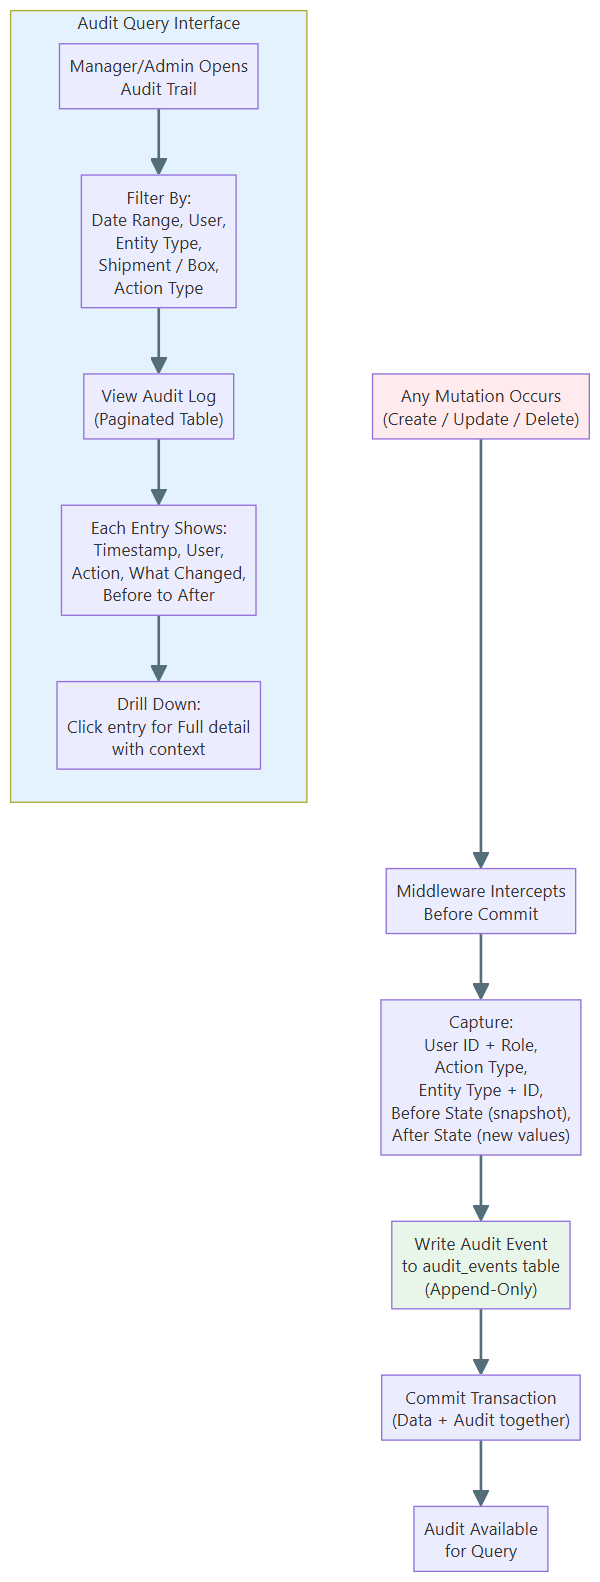 Audit Query Interface
Manager/Admin Opens
Audit Trail
Filter By:
Date Range, User,
Entity Type,
Shipment / Box,
Action Type
View Audit Log
(Paginated Table)
Each Entry Shows:
Timestamp, User,
Action, What Changed,
Before to After
Drill Down:
Click entry for Full detail
with context
Any Mutation Occurs
(Create / Update / Delete)
Middleware Intercepts
Before Commit
Capture:
User ID + Role,
Action Type,
Entity Type + ID,
Before State (snapshot),
After State (new values)
Write Audit Event
to audit_events table
(Append-Only)
Commit Transaction
(Data + Audit together)
Audit Available
for Query